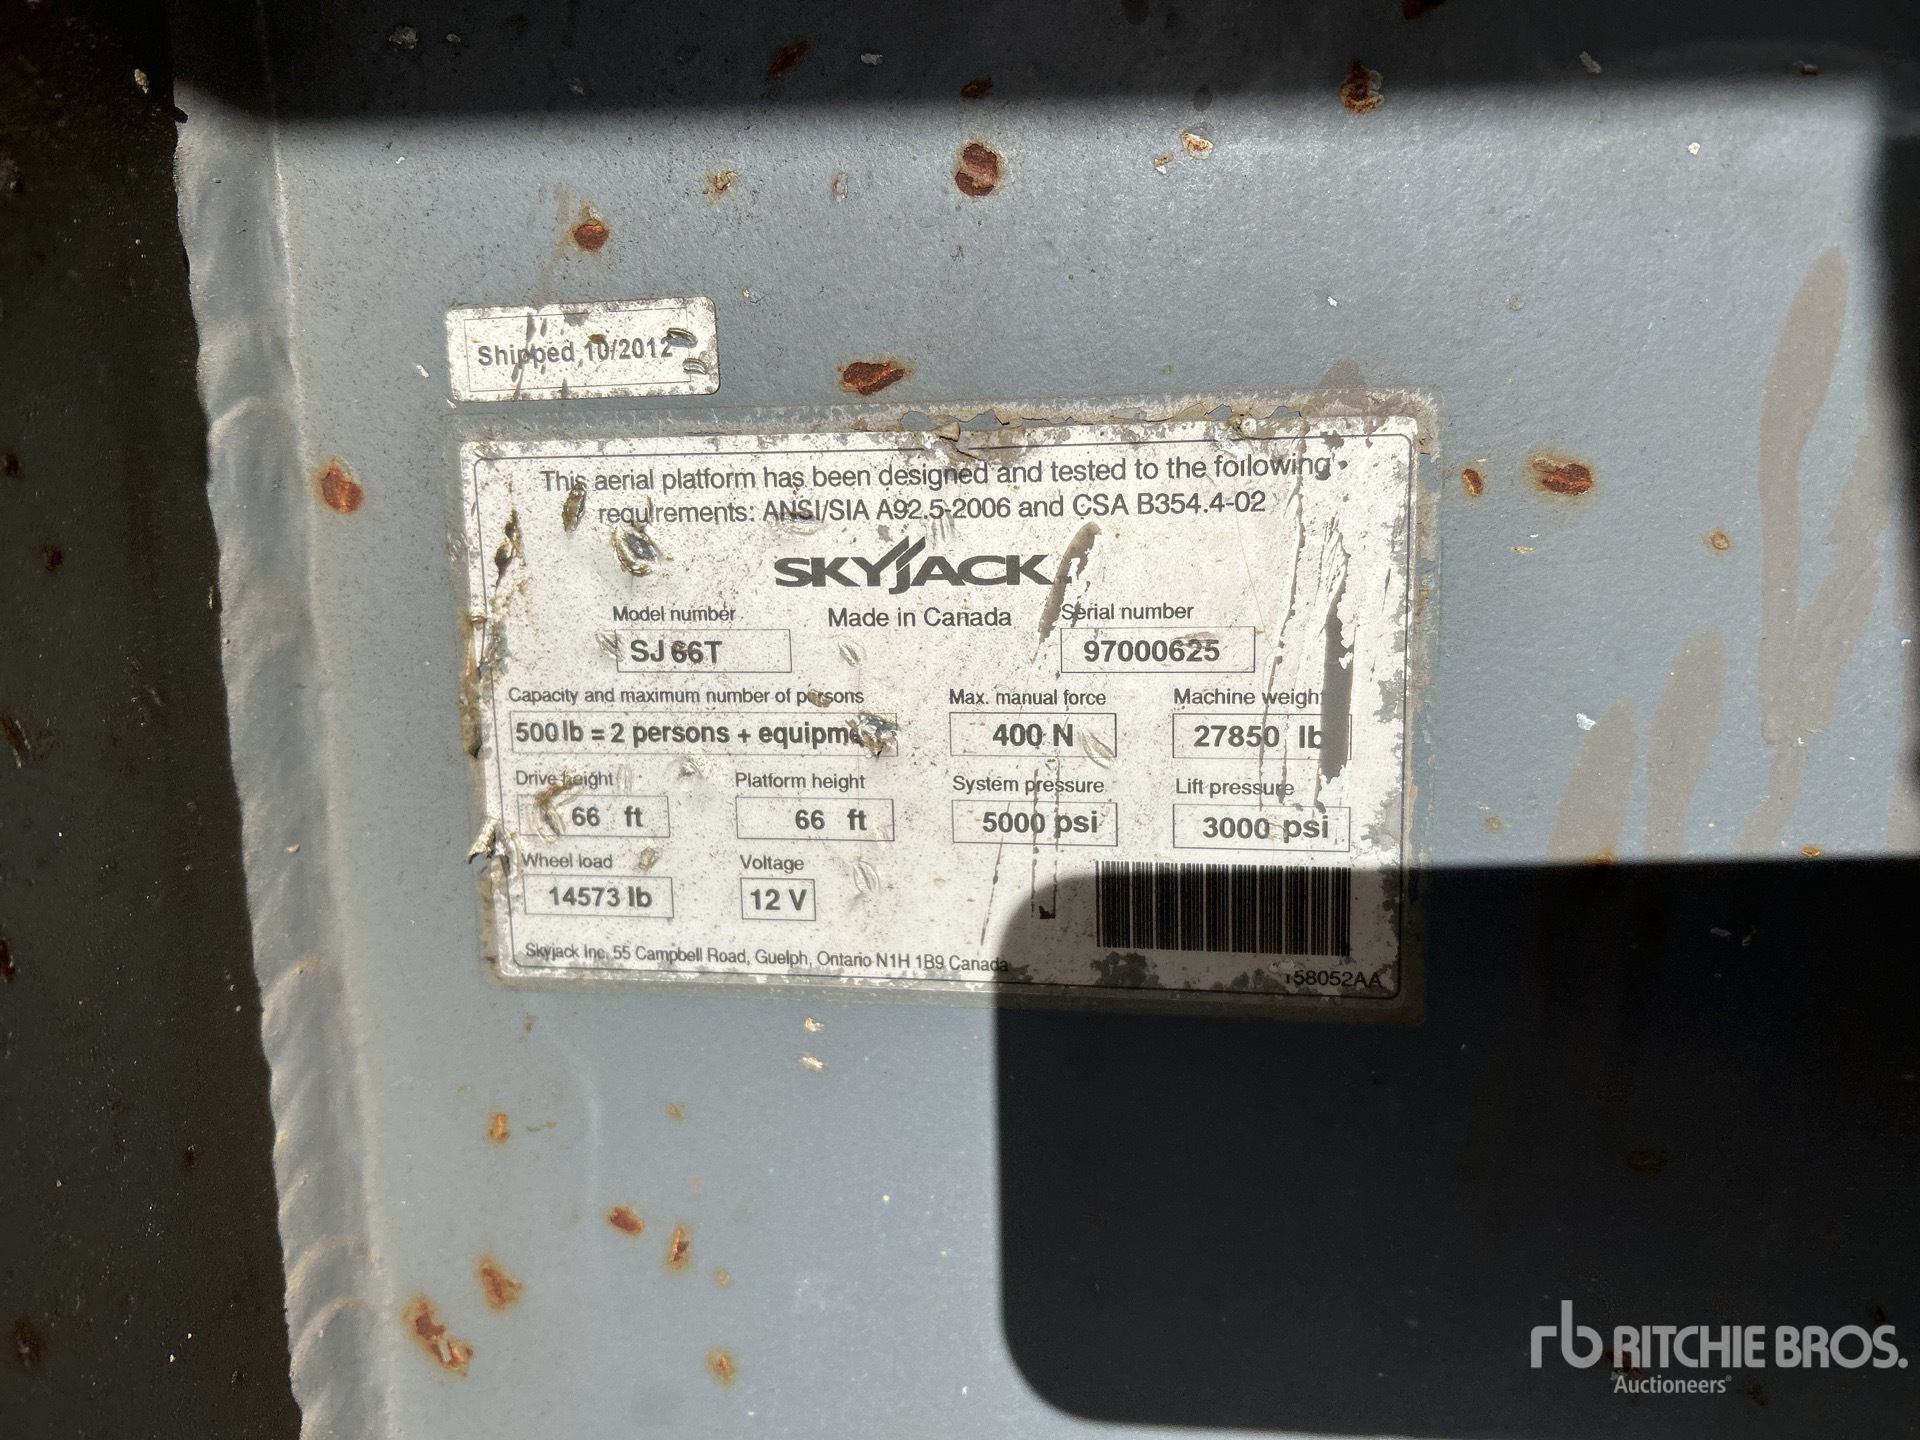 Shipped 10/2012
This aerial platform has been designed and tested to the following
requirements: ANSI/SIA A92.5-2006 and CSA B354.4-02
SKYJACK
Model number
Made in Canada
Serial number
SJ 66T
97000625
Capacity and maximum number of persons
Max. manual force
Machine weight
500 lb = 2 persons + equipme
400 N
27850 lb
Drive height
Platform height
System pressure
Lift pressure
66 ft
66 ft
5000 psi
3000 psi
Wheel load
Voltage
14573 lb
12 V
Skyjack Inc. 55 Campbell Road, Guelph, Ontario N1H 1B9 Canada
158052AA
rb RITCHIE BROS.
Auctioneers